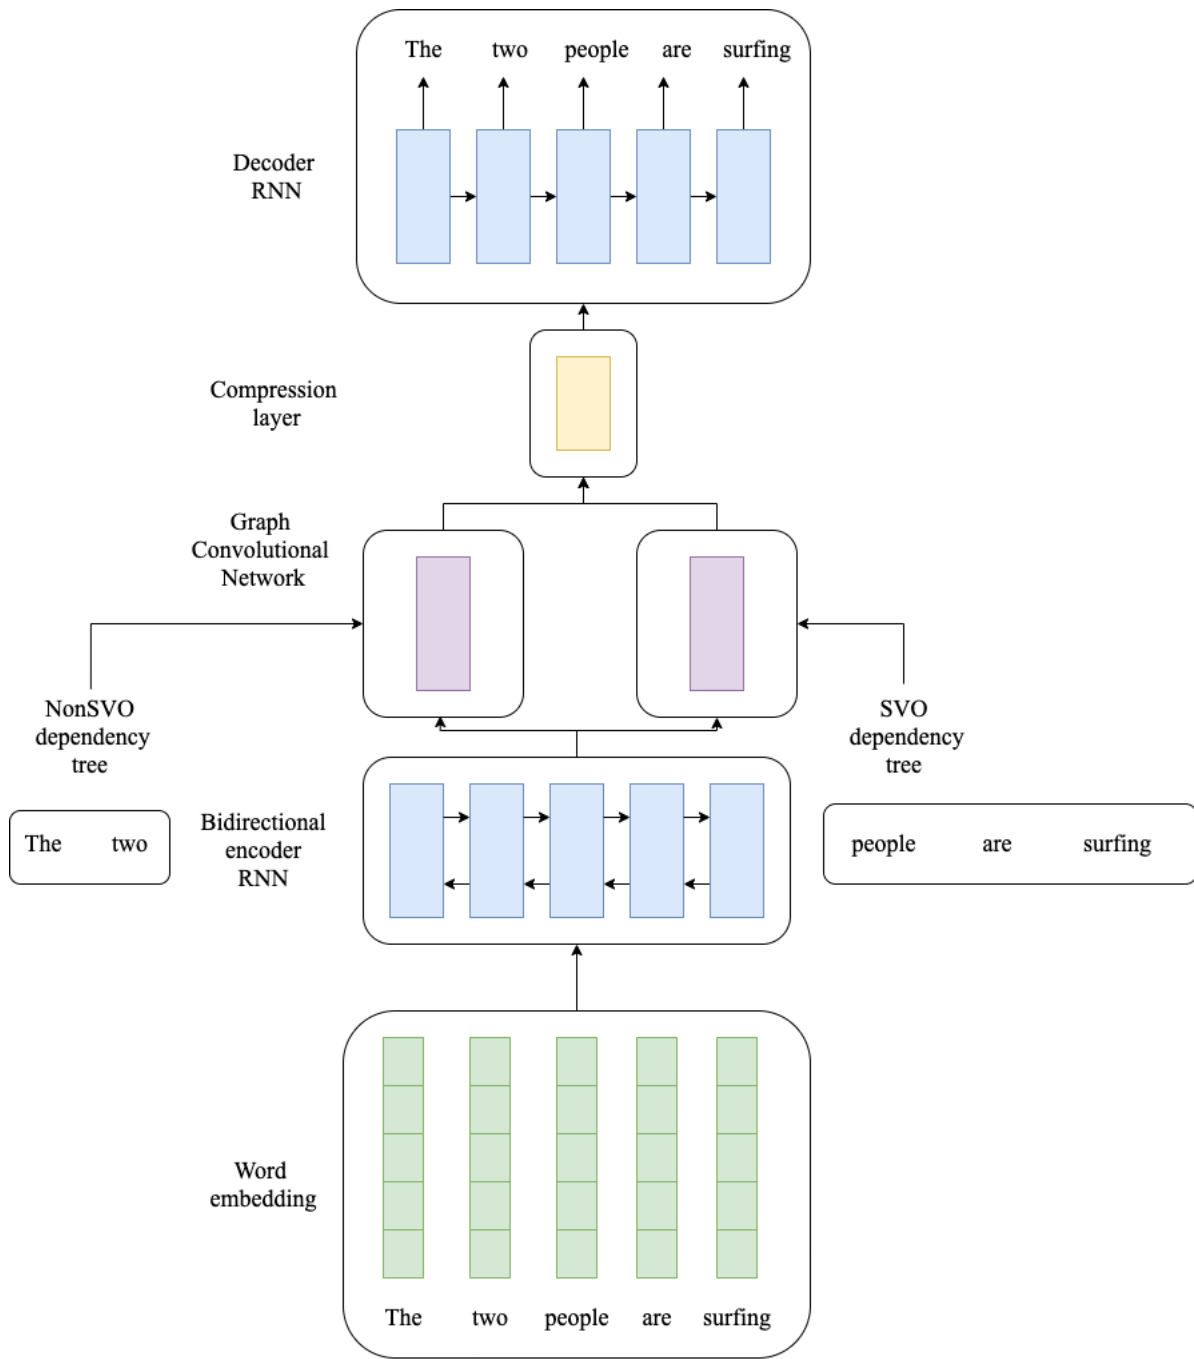 The two people are surfing
Decoder
RNN
Compression
layer
Graph
Convolutional
Network
NonSVO
dependency
tree
SVO
dependency
tree
The two
Bidirectional
encoder
RNN
people are surfing
Word
embedding
The two people are surfing